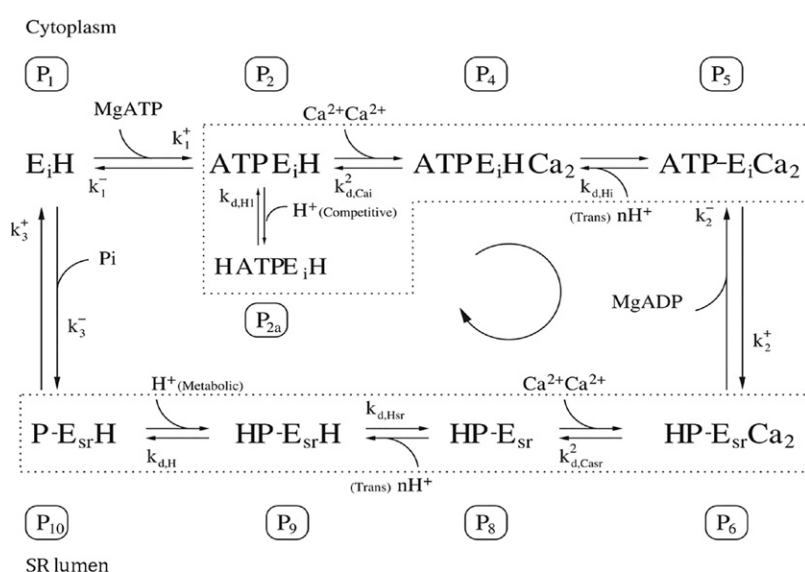 Cytoplasm
P1 P2 P4 P5
MgATP Ca²⁺Ca²⁺
k₁⁺
EᵢH ATPEᵢH ATPEᵢHCa₂ ATP–EᵢCa₂
k₁⁻ k²d,Cai kd,Hi
kd,H1 H⁺(Competitive) (Trans) nH⁺ k₂⁻
k₃⁺
Pi HATPEᵢH
MgADP
P2a
k₃⁻ k₂⁺
H⁺(Metabolic) Ca²⁺Ca²⁺
kd,Hsr
P-EsrH HP-EsrH HP-Esr HP-EsrCa₂
kd,H k²d,Casr
(Trans) nH⁺
P10 P9 P8 P6
SR lumen